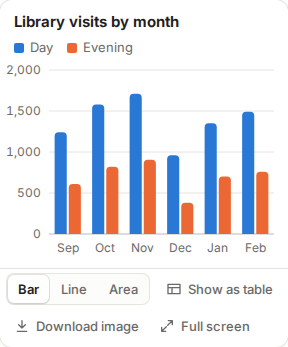 Library visits by month
Day Evening
2,000
1,500
1,000
500
0
Sep Oct Nov Dec Jan Feb
Bar Line Area Show as table
Download image Full screen